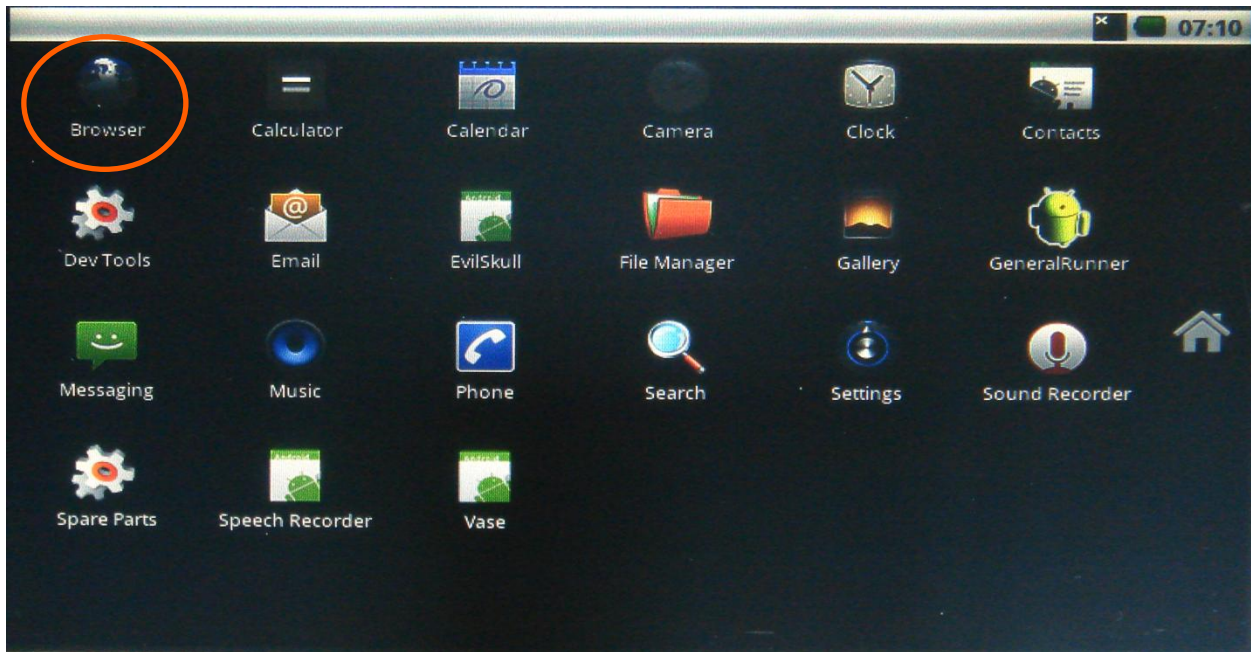 07:10
Browser Calculator Calendar Camera Clock Contacts
Dev Tools Email EvilSkull File Manager Gallery GeneralRunner
Messaging Music Phone Search Settings Sound Recorder
Spare Parts Speech Recorder Vase